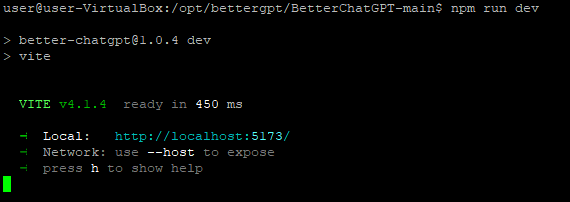 user@user-VirtualBox:/opt/bettergpt/BetterChatGPT-main$ npm run dev
> better-chatgpt@1.0.4 dev
> vite
VITE v4.1.4 ready in 450 ms
⊣ Local: http://localhost:5173/
⊣ Network: use --host to expose
⊣ press h to show help